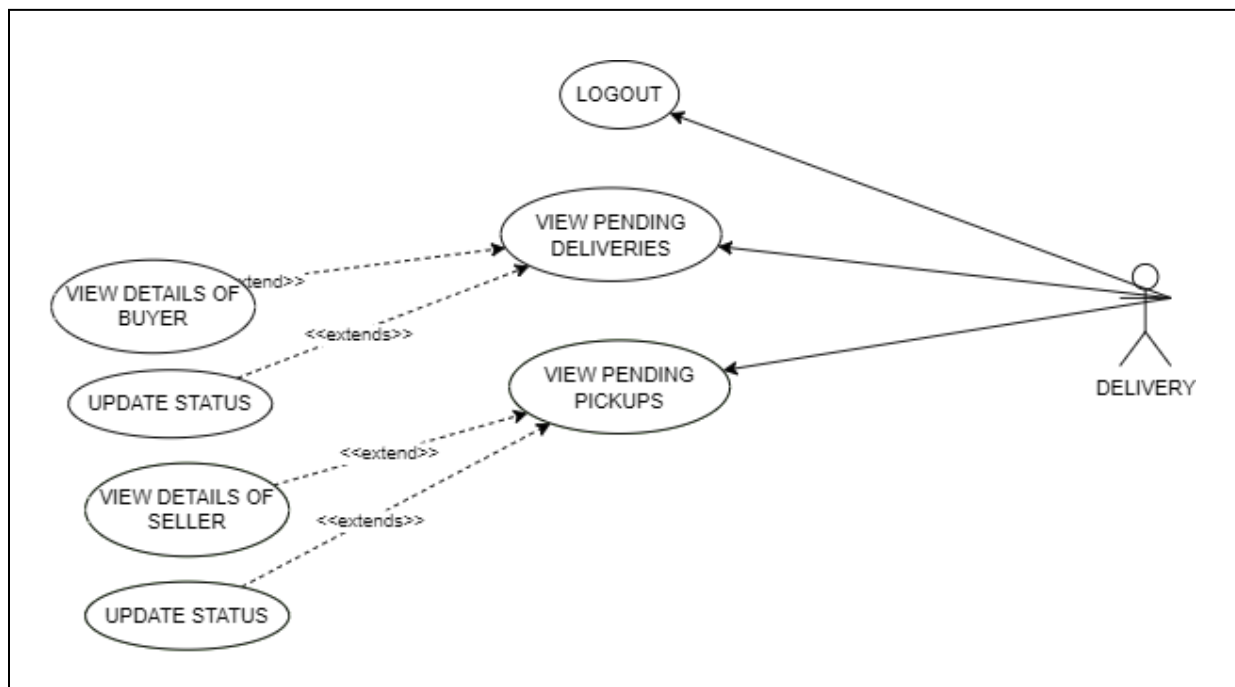 LOGOUT
VIEW PENDING
DELIVERIES
xtend>>
VIEW DETAILS OF
BUYER
<<extends>>
UPDATE STATUS
VIEW PENDING
PICKUPS
DELIVERY
<<extend>>
VIEW DETAILS OF
SELLER
<<extends>>
UPDATE STATUS